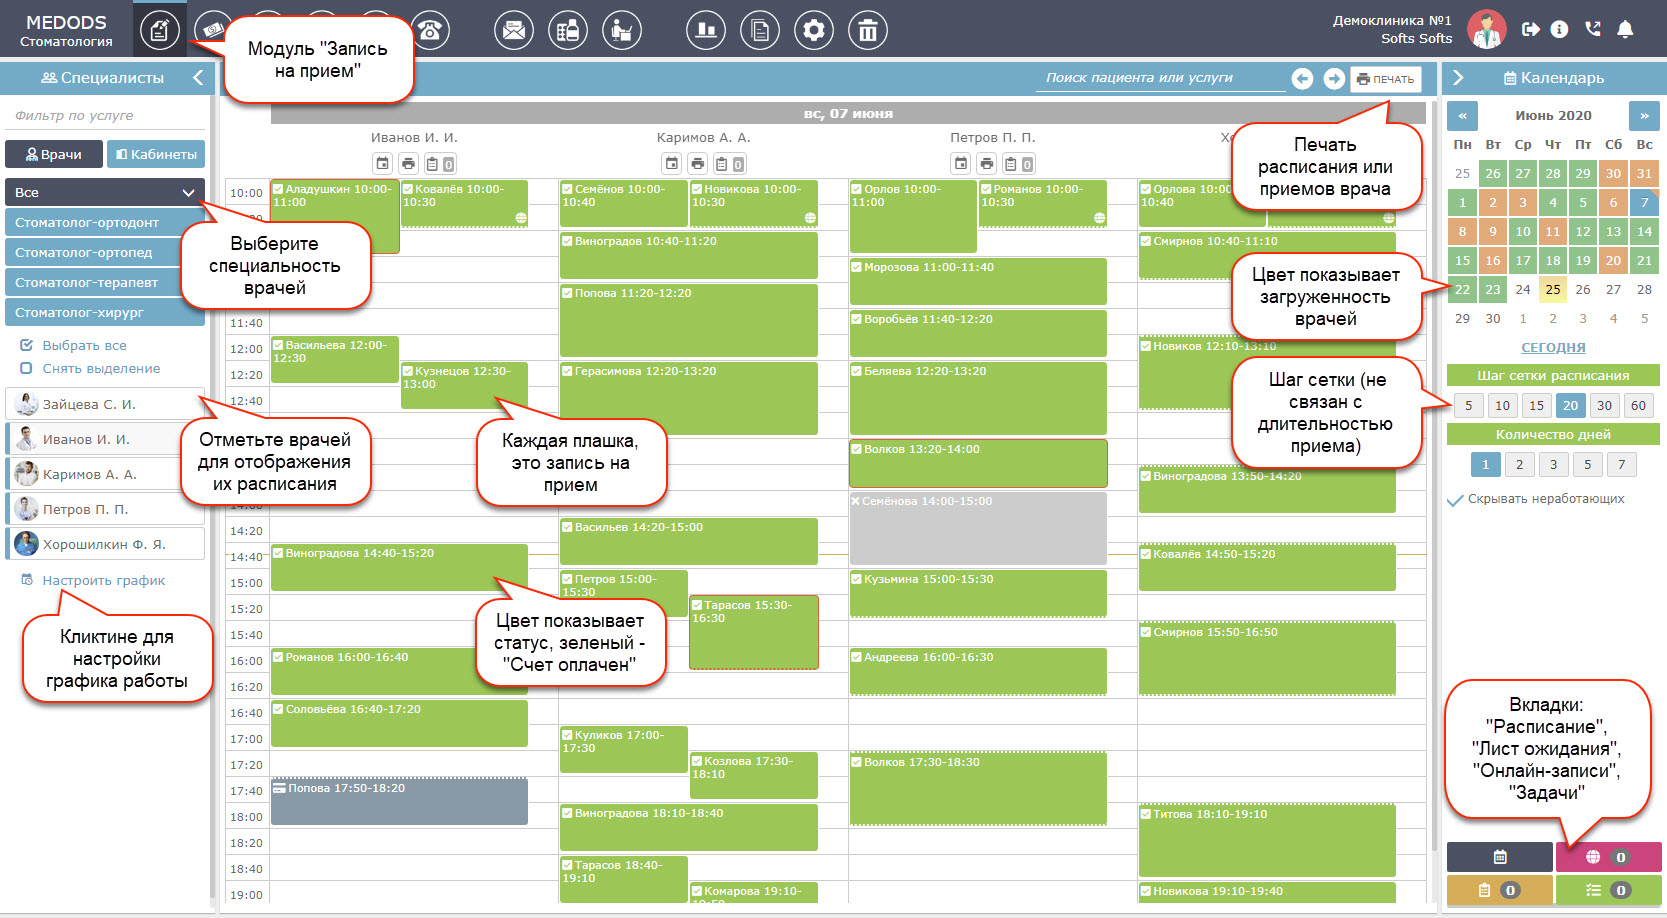 MEDODS
Стоматология
Демоклиника №1
Softs Softs
Модуль "Запись
на прием"
Специалисты
Фильтр по услуге
Врачи
Кабинеты
Все
Стоматолог-ортодонт
Стоматолог-ортопед
Стоматолог-терапевт
Стоматолог-хирург
Выбрать все
Снять выделение
Зайцева С. И.
Иванов И. И.
Каримов А. А.
Петров П. П.
Хорошилкин Ф. Я.
Настроить график
Выберите
специальность
врачей
Отметьте врачей
для отображения
их расписания
Кликтине для
настройки
графика работы
Поиск пациента или услуги
ПЕЧАТЬ
вс, 07 июня
Иванов И. И.
0
Каримов А. А.
0
Петров П. П.
0
10:00
11:40
12:00
12:20
12:40
14:20
14:40
15:00
15:20
15:40
16:00
16:20
16:40
17:00
17:20
17:40
18:00
18:20
18:40
19:00
Аладушкин 10:00-
11:00
Ковалёв 10:00-
10:30
Васильева 12:00-
12:30
Кузнецов 12:30-
13:00
Виноградова 14:40-15:20
Романов 16:00-16:40
Соловьёва 16:40-17:20
Попова 17:50-18:20
Семёнов 10:00-
10:40
Новикова 10:00-
10:30
Виноградов 10:40-11:20
Попова 11:20-12:20
Герасимова 12:20-13:20
Васильев 14:20-15:00
Петров 15:00-
15:30
Тарасов 15:30-
16:30
Куликов 17:00-
17:30
Козлова 17:30-
18:10
Виноградова 18:10-18:40
Тарасов 18:40-
19:10
Комарова 19:10-
Орлов 10:00-
11:00
Романов 10:00-
10:30
Морозова 11:00-11:40
Воробьёв 11:40-12:20
Беляева 12:20-13:20
Волков 13:20-14:00
Семёнова 14:00-15:00
Кузьмина 15:00-15:30
Андреева 16:00-16:30
Волков 17:30-18:30
Орлова 10:00-
10:40
Смирнов 10:40-11:10
Новиков 12:10-13:10
Виноградова 13:50-14:20
Ковалёв 14:50-15:20
Смирнов 15:50-16:50
Титова 18:10-19:10
Новикова 19:10-19:40
Каждая плашка,
это запись на
прием
Цвет показывает
статус, зеленый -
"Счет оплачен"
Печать
расписания или
приемов врача
Цвет показывает
загруженность
врачей
Шаг сетки (не
связан с
длительностью
приема)
Календарь
« Июнь 2020 »
Пн Вт Ср Чт Пт Сб Вс
25 26 27 28 29 30 31
1 2 3 4 5 6 7
8 9 10 11 12 13 14
15 16 17 18 19 20 21
22 23 24 25 26 27 28
29 30 1 2 3 4 5
СЕГОДНЯ
Шаг сетки расписания
5 10 15 20 30 60
Количество дней
1 2 3 5 7
Скрывать неработающих
Вкладки:
"Расписание",
"Лист ожидания",
"Онлайн-записи",
"Задачи"
0
0
0